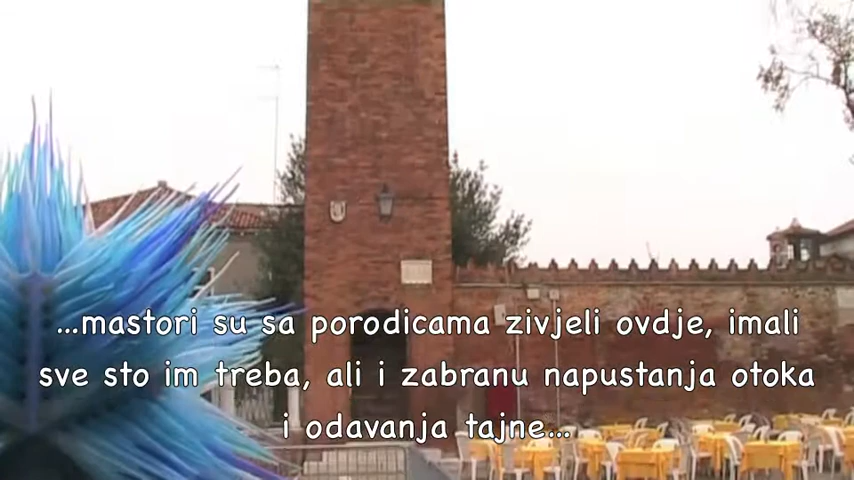 ...mastori su sa porodicama zivjeli ovdje, imali
sve sto im treba, ali i zabranu napustanja otoka
i odavanja tajne...